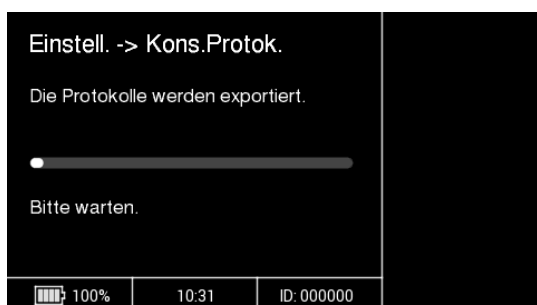 Einstell. -> Kons.Protok.
Die Protokolle werden exportiert.
Bitte warten.
100% 10:31 ID: 000000